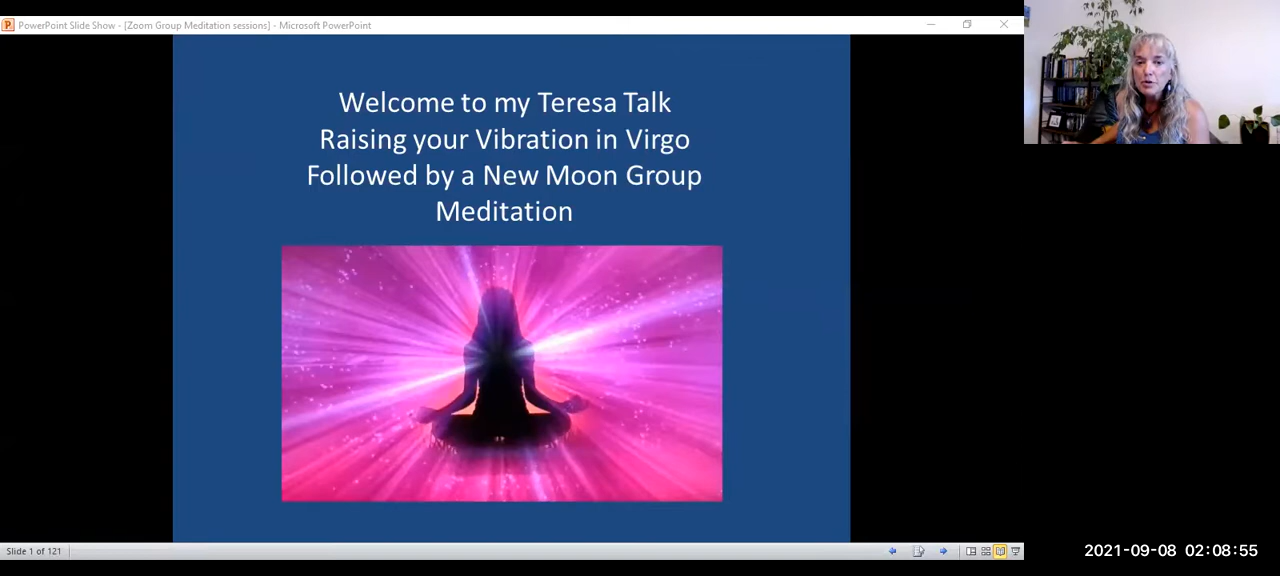 PowerPoint Slide Show - [Zoom Group Meditation sessions] - Microsoft PowerPoint
Welcome to my Teresa Talk
Raising your Vibration in Virgo
Followed by a New Moon Group
Meditation
Slide 1 of 121
2021-09-08 02:08:55